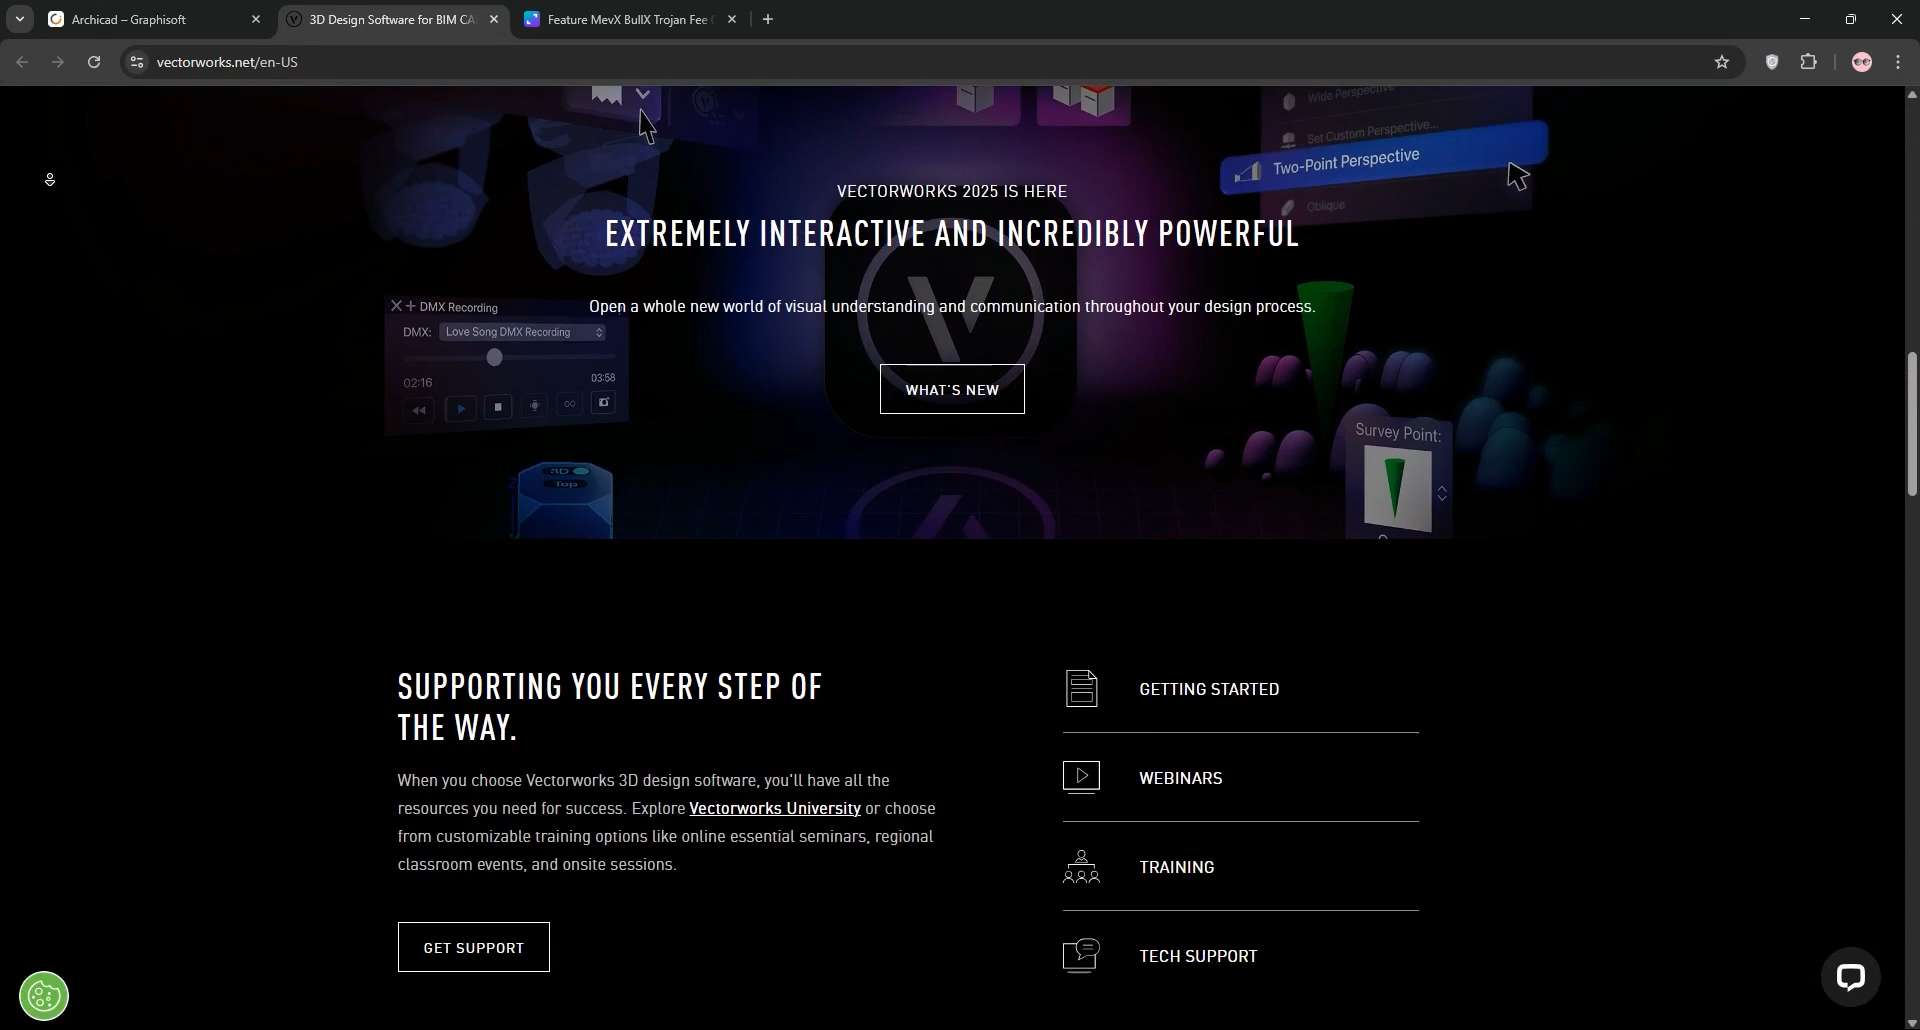 Archicad – Graphisoft
3D Design Software for BIM CA
Feature MevX BullX Trojan Fee
vectorworks.net/en-US
Wide Perspective
Set Custom Perspective...
Two-Point Perspective
Oblique
VECTORWORKS 2025 IS HERE
EXTREMELY INTERACTIVE AND INCREDIBLY POWERFUL
Open a whole new world of visual understanding and communication throughout your design process.
WHAT'S NEW
DMX Recording
DMX: Love Song DMX Recording
02:16
03:58
3D
Top
Survey Point:
SUPPORTING YOU EVERY STEP OF
THE WAY.
When you choose Vectorworks 3D design software, you'll have all the
resources you need for success. Explore Vectorworks University or choose
from customizable training options like online essential seminars, regional
classroom events, and onsite sessions.
GET SUPPORT
GETTING STARTED
WEBINARS
TRAINING
TECH SUPPORT